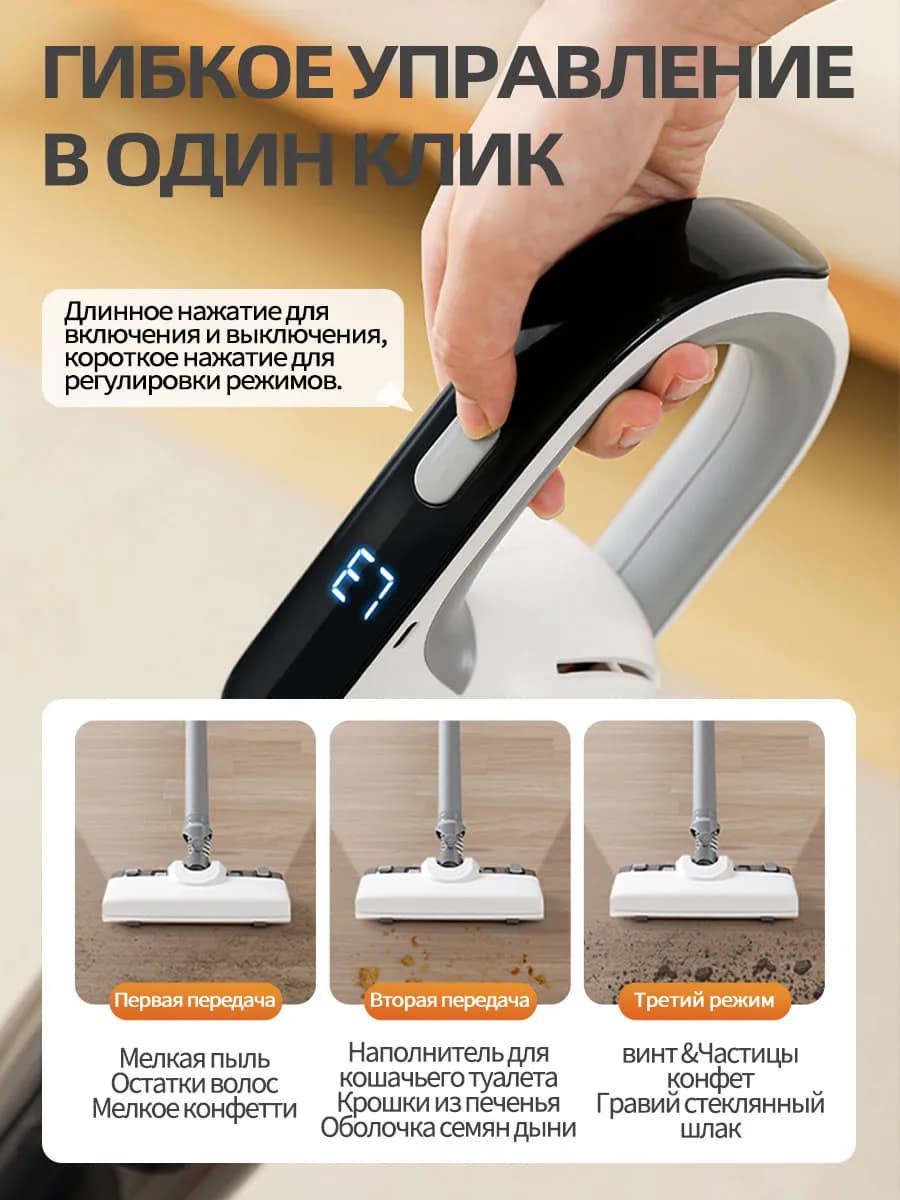 ГИБКОЕ УПРАВЛЕНИЕ
В ОДИН КЛИК
Длинное нажатие для
включения и выключения,
короткое нажатие для
регулировки режимов.
Первая передача
Вторая передача
Третий режим
Мелкая пыль
Остатки волос
Мелкое конфетти
Наполнитель для
кошачьего туалета
Крошки из печенья
Оболочка семян дыни
винт &Частицы
конфет
Гравий стеклянный
шлак